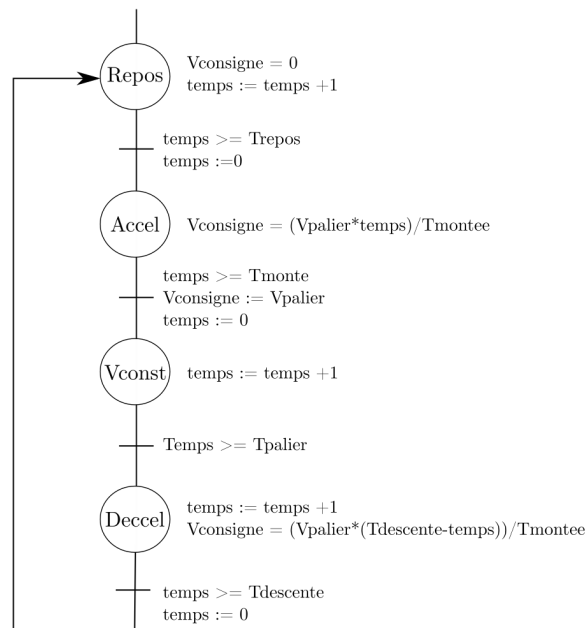 Repos
Vconsigne = 0
temps := temps +1
temps >= Trepos
temps :=0
Accel
Vconsigne = (Vpalier*temps)/Tmontee
temps >= Tmonte
Vconsigne := Vpalier
temps := 0
Vconst
temps := temps +1
Temps >= Tpalier
Deccel
temps := temps +1
Vconsigne = (Vpalier*(Tdescente-temps))/Tmontee
temps >= Tdescente
temps := 0